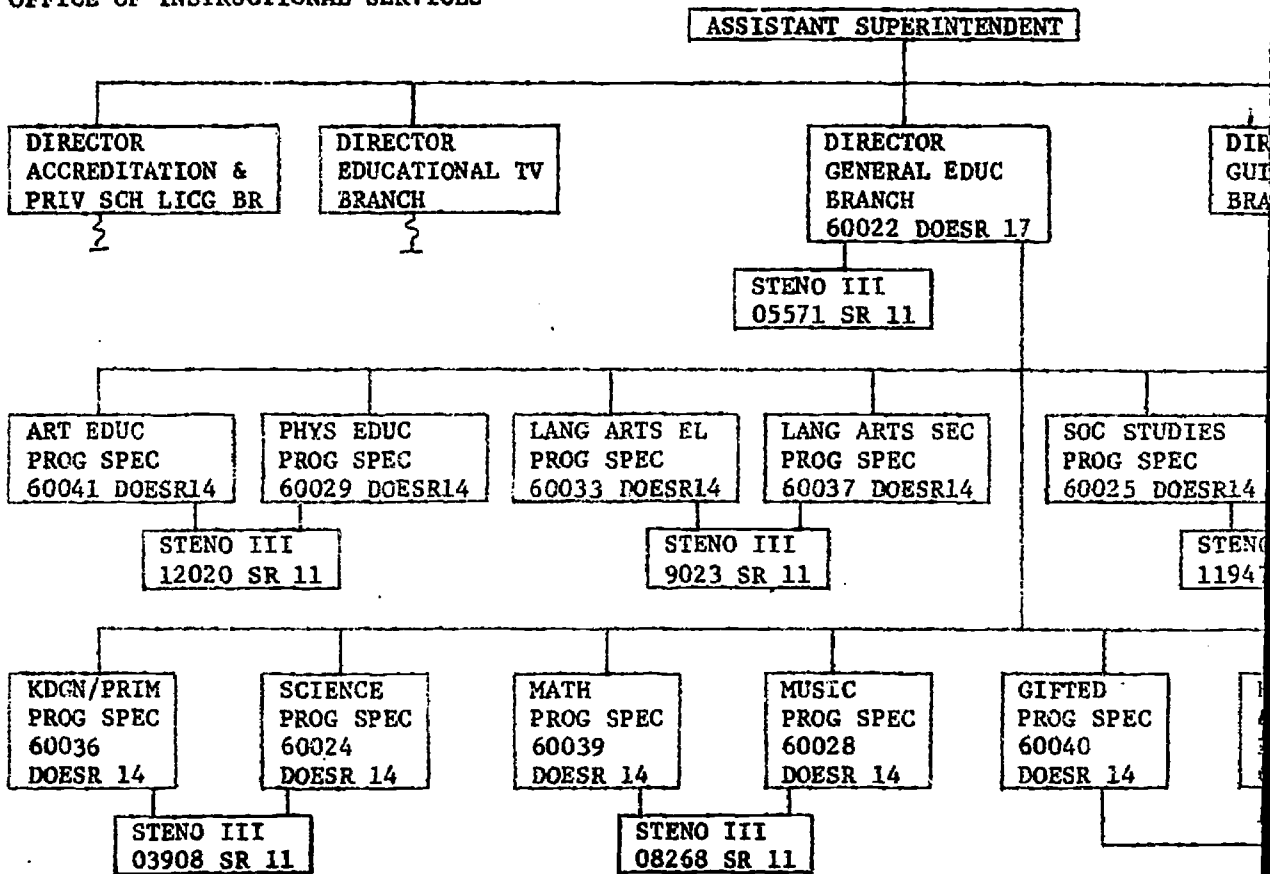 OFFICE OF INSTRUCTIONAL SERVICES
ASSISTANT SUPERINTENDENT
DIRECTOR
ACCREDITATION &
PRIV SCH LICG BR
DIRECTOR
EDUCATIONAL TV
BRANCH
DIRECTOR
GENERAL EDUC
BRANCH
60022 DOESR 17
DIR
GUI
BRA
STENO III
05571 SR 11
ART EDUC
PROG SPEC
60041 DOESR14
PHYS EDUC
PROG SPEC
60029 DOESR14
LANG ARTS EL
PROG SPEC
60033 DOESR14
LANG ARTS SEC
PROG SPEC
60037 DOESR14
SOC STUDIES
PROG SPEC
60025 DOESR14
STENO III
12020 SR 11
STENO III
9023 SR 11
STENO
11947
KDGN/PRIM
PROG SPEC
60036
DOESR 14
SCIENCE
PROG SPEC
60024
DOESR 14
MATH
PROG SPEC
60039
DOESR 14
MUSIC
PROG SPEC
60028
DOESR 14
GIFTED
PROG SPEC
60040
DOESR 14
STENO III
03908 SR 11
STENO III
08268 SR 11